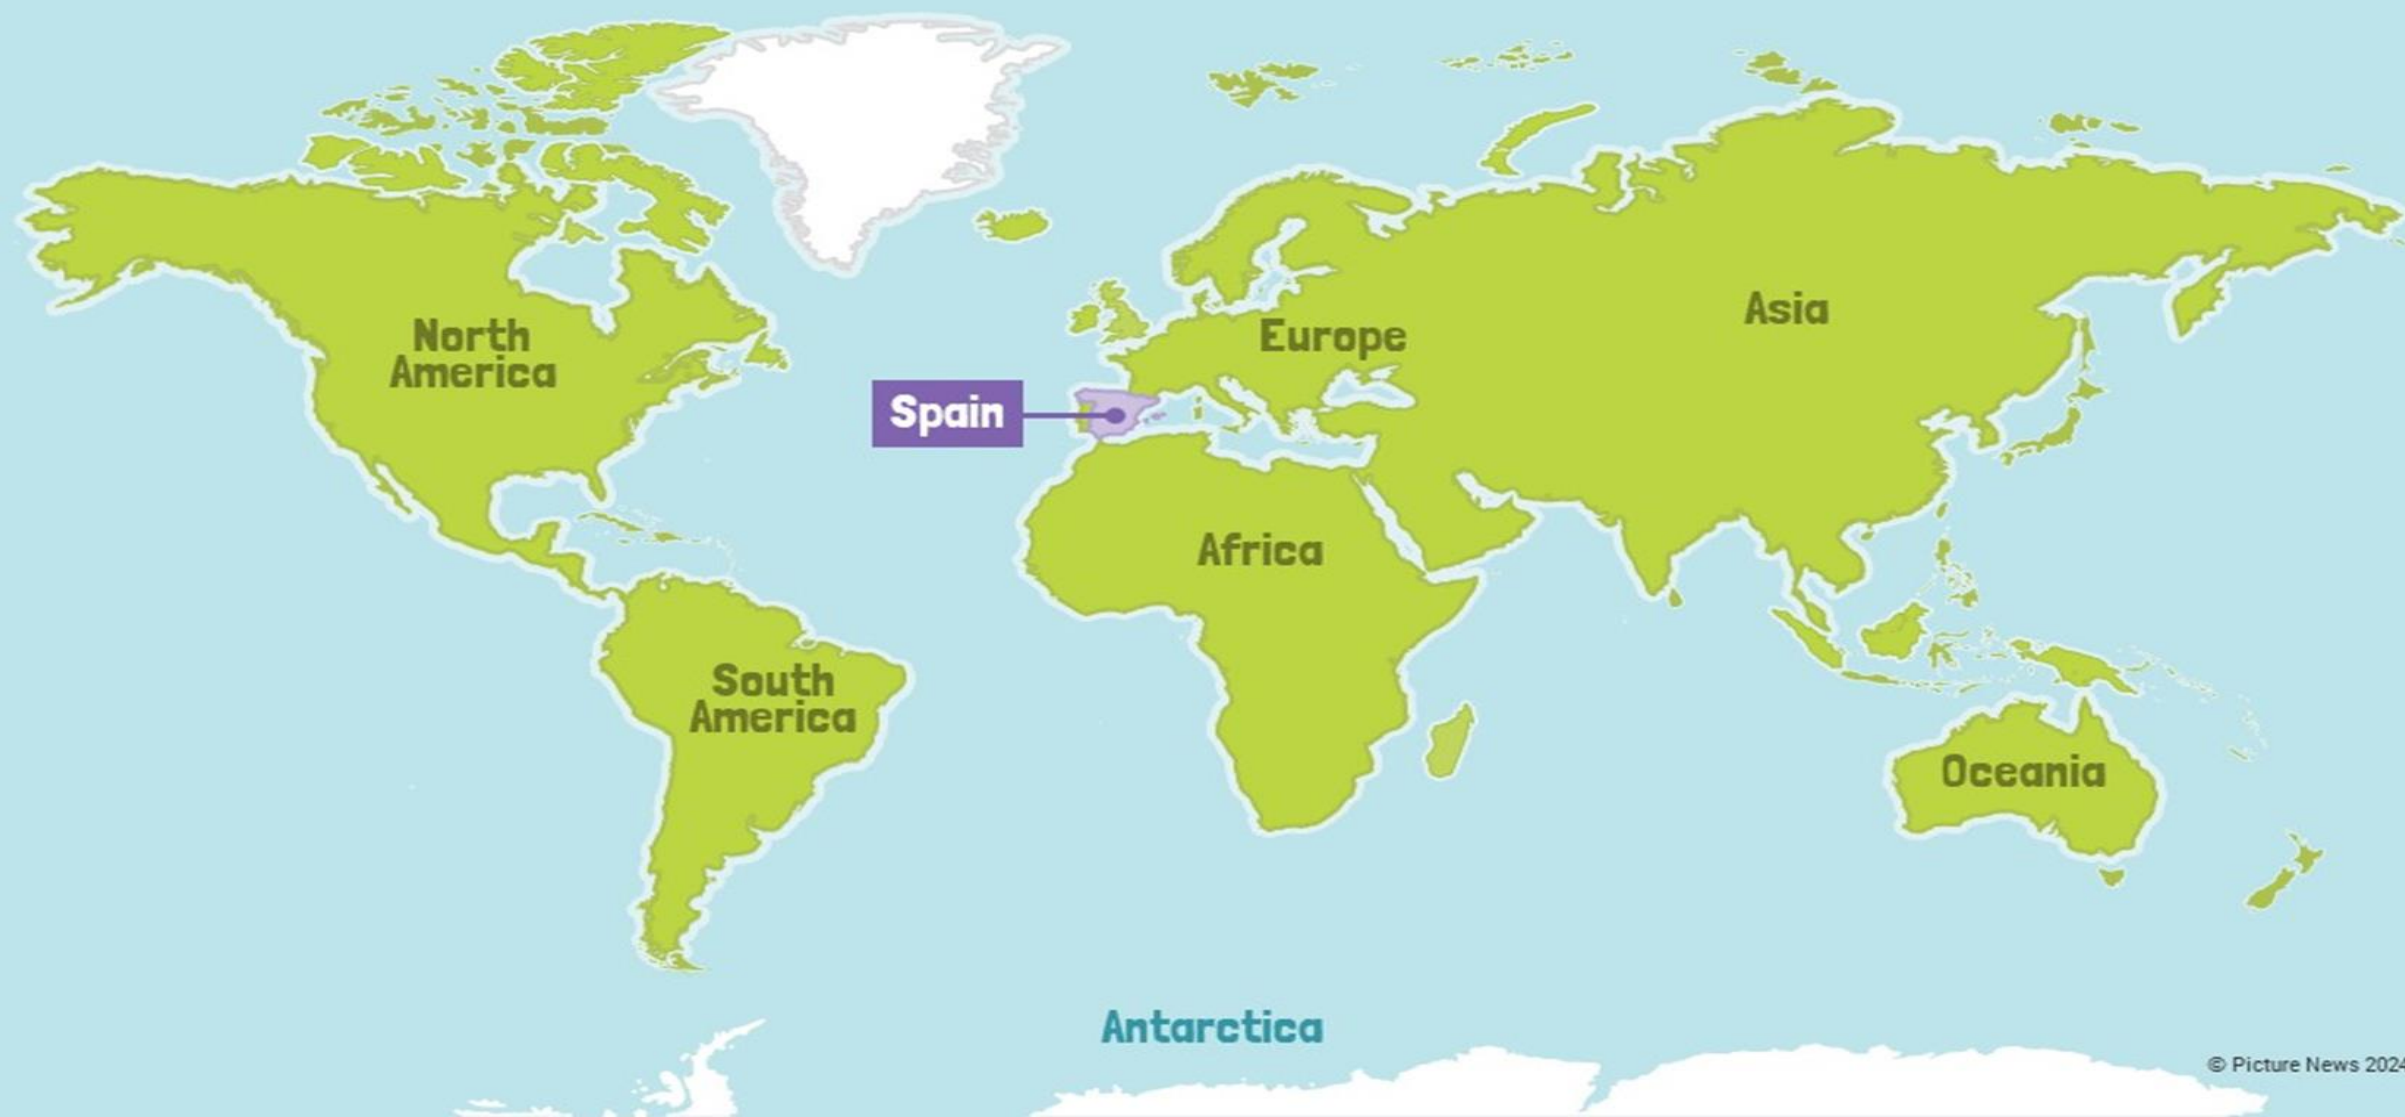 North
America
Europe
Asia
Spain
Africa
South
America
Oceania
Antarctica
© Picture News 2024